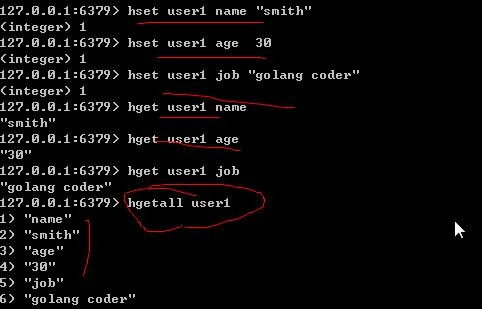 127.0.0.1:6379> hset user1 name "smith"
(integer) 1
127.0.0.1:6379> hset user1 age  30
(integer) 1
127.0.0.1:6379> hset user1 job "golang coder"
(integer) 1
127.0.0.1:6379> hget user1 name
"smith"
127.0.0.1:6379> hget user1 age
"30"
127.0.0.1:6379> hget user1 job
"golang coder"
127.0.0.1:6379> hgetall user1
1) "name"
2) "smith"
3) "age"
4) "30"
5) "job"
6) "golang coder"